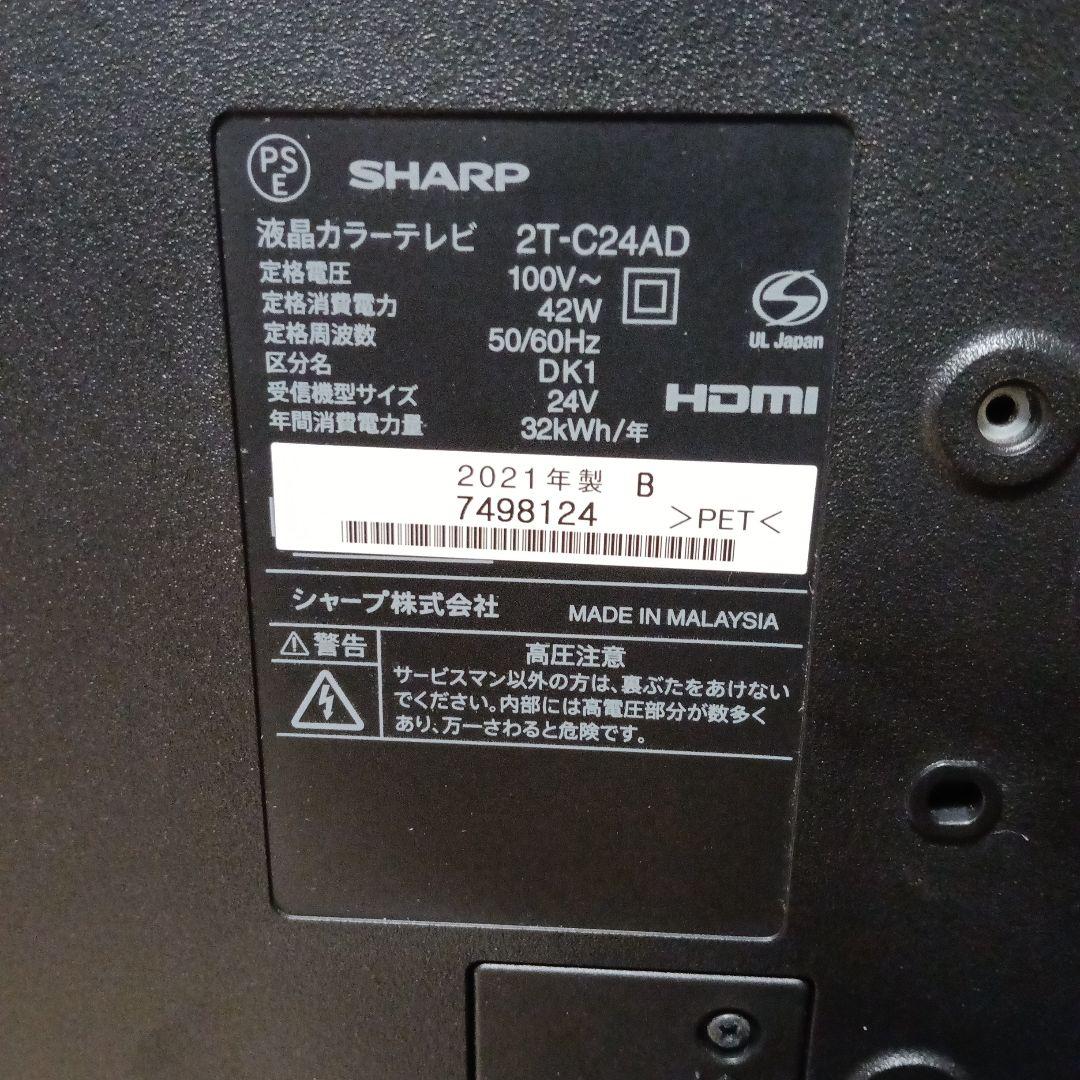 PSE SHARP
液晶カラーテレビ 2T-C24AD
定格電圧 100V～
定格消費電力 42W
定格周波数 50/60Hz
区分名 DK1
受信機型サイズ 24V
年間消費電力量 32kWh/年
UL Japan
HDMI
2021年製 B
7498124 >PET<
シャープ株式会社 MADE IN MALAYSIA
⚠警告 高圧注意
サービスマン以外の方は、裏ぶたをあけない
でください。内部には高電圧部分が数多く
あり、万一さわると危険です。